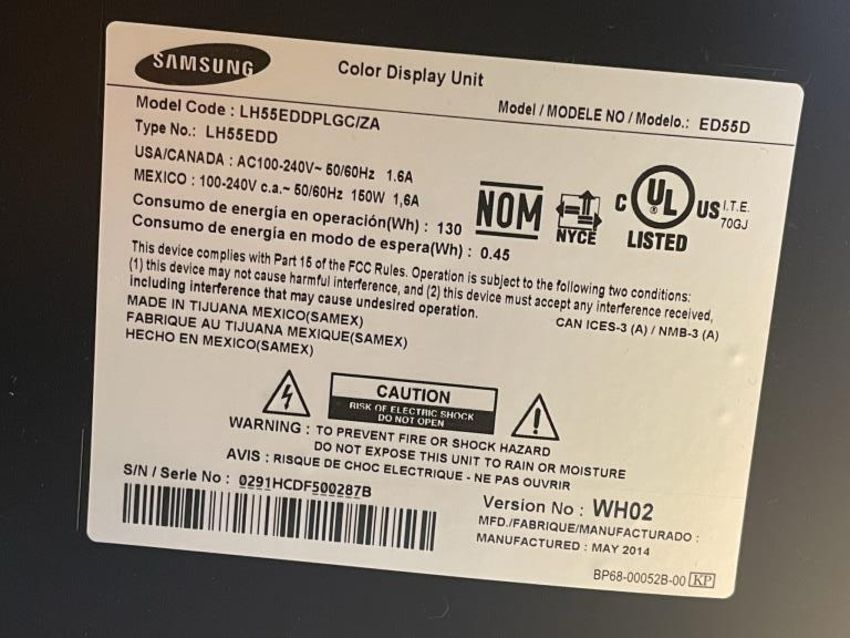 SAMSUNG
Color Display Unit
Model Code : LH55EDDPLGC/ZA
Model / MODELE NO / Modelo.: ED55D
Type No.: LH55EDD
USA/CANADA : AC100-240V~ 50/60Hz 1.6A
MEXICO : 100-240V c.a.~ 50/60Hz 150W 1,6A
Consumo de energía en operación(Wh) : 130
Consumo de energía en modo de espera(Wh) : 0.45
NOM
NYCE
C UL ® US
LISTED
I.T.E.
70GJ
This device complies with Part 15 of the FCC Rules. Operation is subject to the following two conditions:
(1) this device may not cause harmful interference, and (2) this device must accept any interference received,
including interference that may cause undesired operation.
CAN ICES-3 (A) / NMB-3 (A)
MADE IN TIJUANA MEXICO(SAMEX)
FABRIQUE AU TIJUANA MEXIQUE(SAMEX)
HECHO EN MEXICO(SAMEX)
CAUTION
RISK OF ELECTRIC SHOCK
DO NOT OPEN
WARNING : TO PREVENT FIRE OR SHOCK HAZARD
DO NOT EXPOSE THIS UNIT TO RAIN OR MOISTURE
AVIS : RISQUE DE CHOC ELECTRIQUE - NE PAS OUVRIR
S/N / Serie No : 0291HCDF500287B
Version No : WH02
MFD./FABRIQUE/MANUFACTURADO :
MANUFACTURED : MAY 2014
BP68-00052B-00 KP